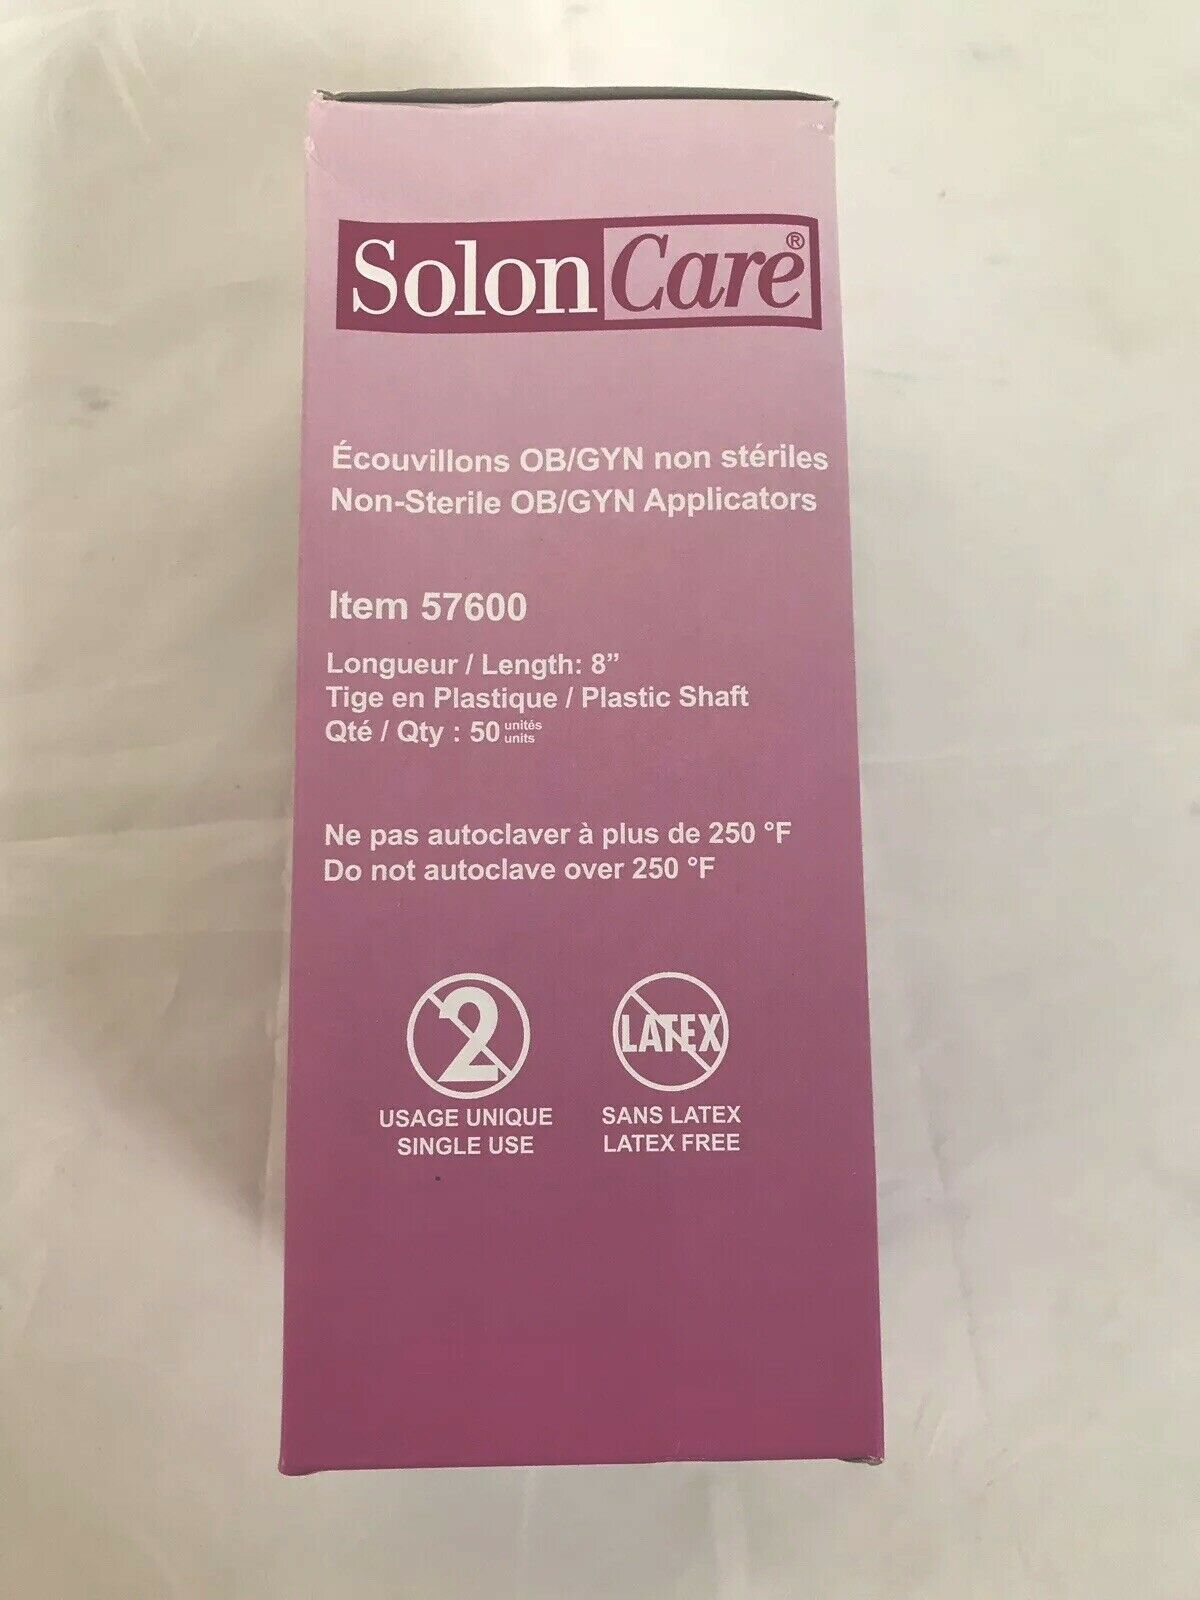 SolonCare®
Écouvillons OB/GYN non stériles
Non-Sterile OB/GYN Applicators
Item 57600
Longueur / Length: 8”
Tige en Plastique / Plastic Shaft
Qté / Qty : 50 unités units
Ne pas autoclaver à plus de 250 °F
Do not autoclave over 250 °F
2
USAGE UNIQUE
SINGLE USE
LATEX
SANS LATEX
LATEX FREE